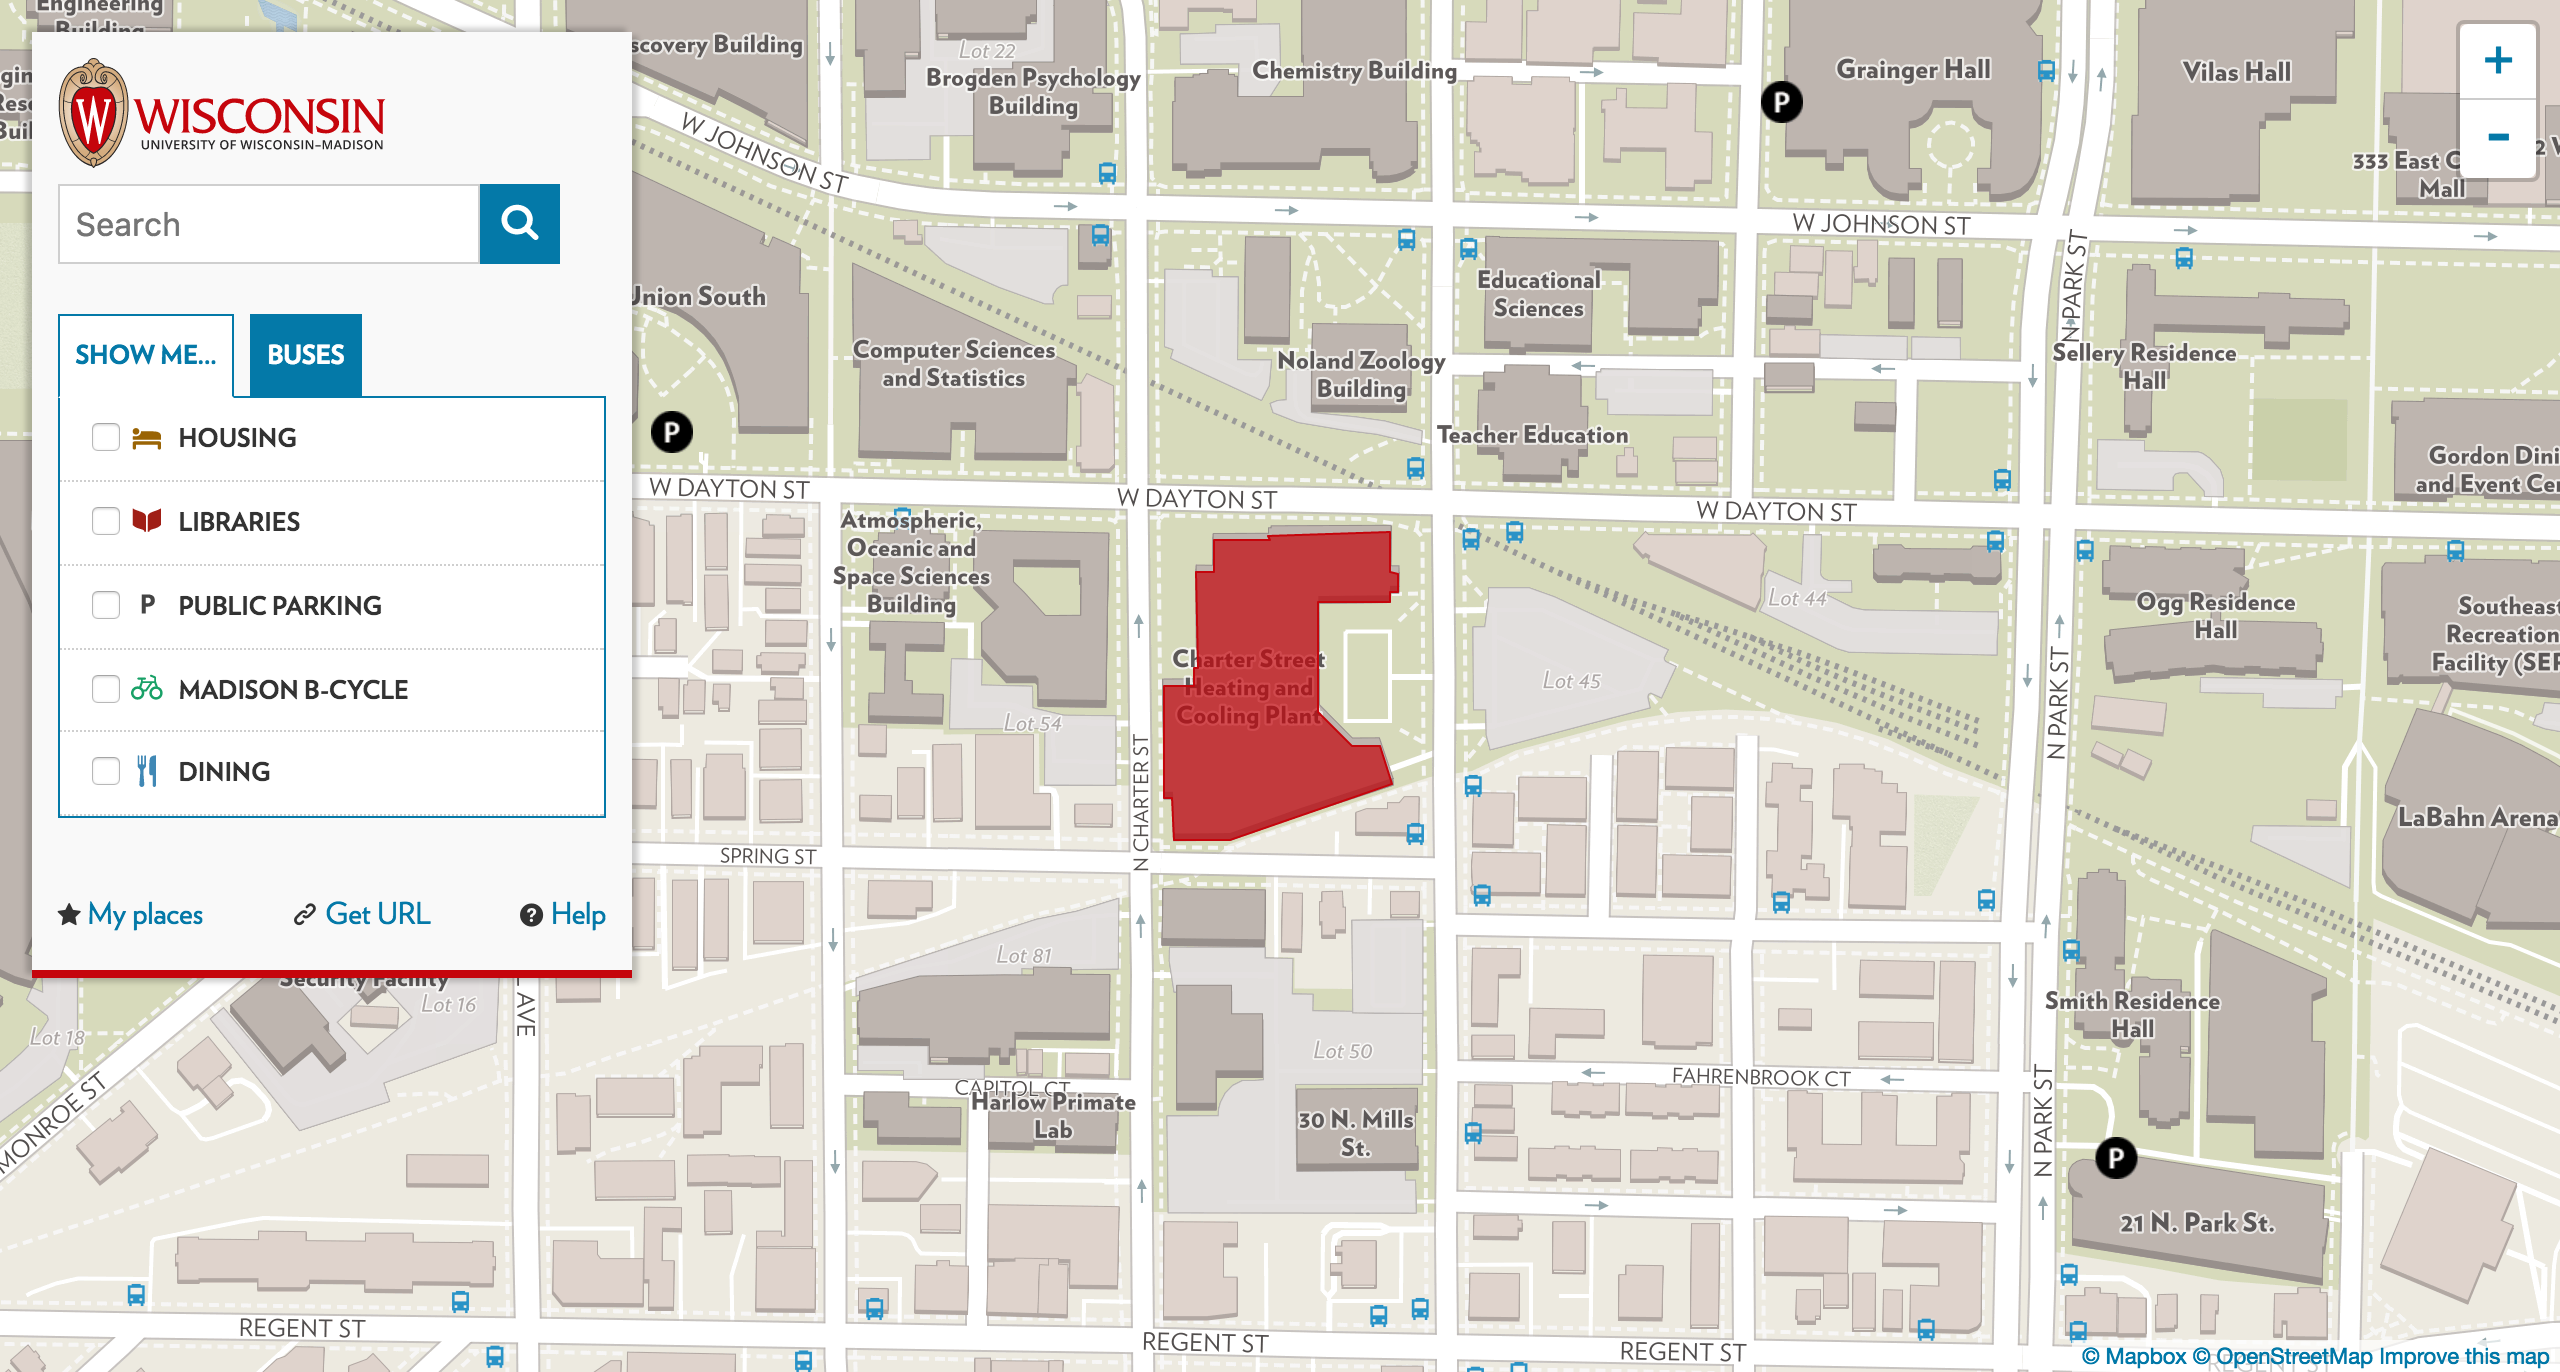 Engineering
Building
WISCONSIN
UNIVERSITY OF WISCONSIN–MADISON
Search
SHOW ME...
BUSES
HOUSING
LIBRARIES
P PUBLIC PARKING
MADISON B-CYCLE
DINING
My places
Get URL
Help
scovery Building
Lot 22
Brogden Psychology
Building
Chemistry Building
P
Grainger Hall
Vilas Hall
+
−
333 East C
Mall
W JOHNSON ST
W JOHNSON ST
N PARK ST
Union South
Computer Sciences
and Statistics
Noland Zoology
Building
Educational
Sciences
Teacher Education
Sellery Residence
Hall
Gordon Dini
and Event Ce
P
W DAYTON ST
W DAYTON ST
W DAYTON ST
Atmospheric,
Oceanic and
Space Sciences
Building
Charter Street
Heating and
Cooling Plant
Lot 45
Lot 44
Ogg Residence
Hall
Southeast
Recreation
Facility (SER
N PARK ST
Lot 54
N CHARTER ST
LaBahn Arena
SPRING ST
Lot 81
Security Facility
Lot 16
Lot 18
AVE
MONROE ST
Lot 50
CAPITOL CT
Harlow Primate
Lab
30 N. Mills
St.
FAHRENBROOK CT
Smith Residence
Hall
N PARK ST
P
21 N. Park St.
REGENT ST
REGENT ST
REGENT ST
© Mapbox © OpenStreetMap Improve this map